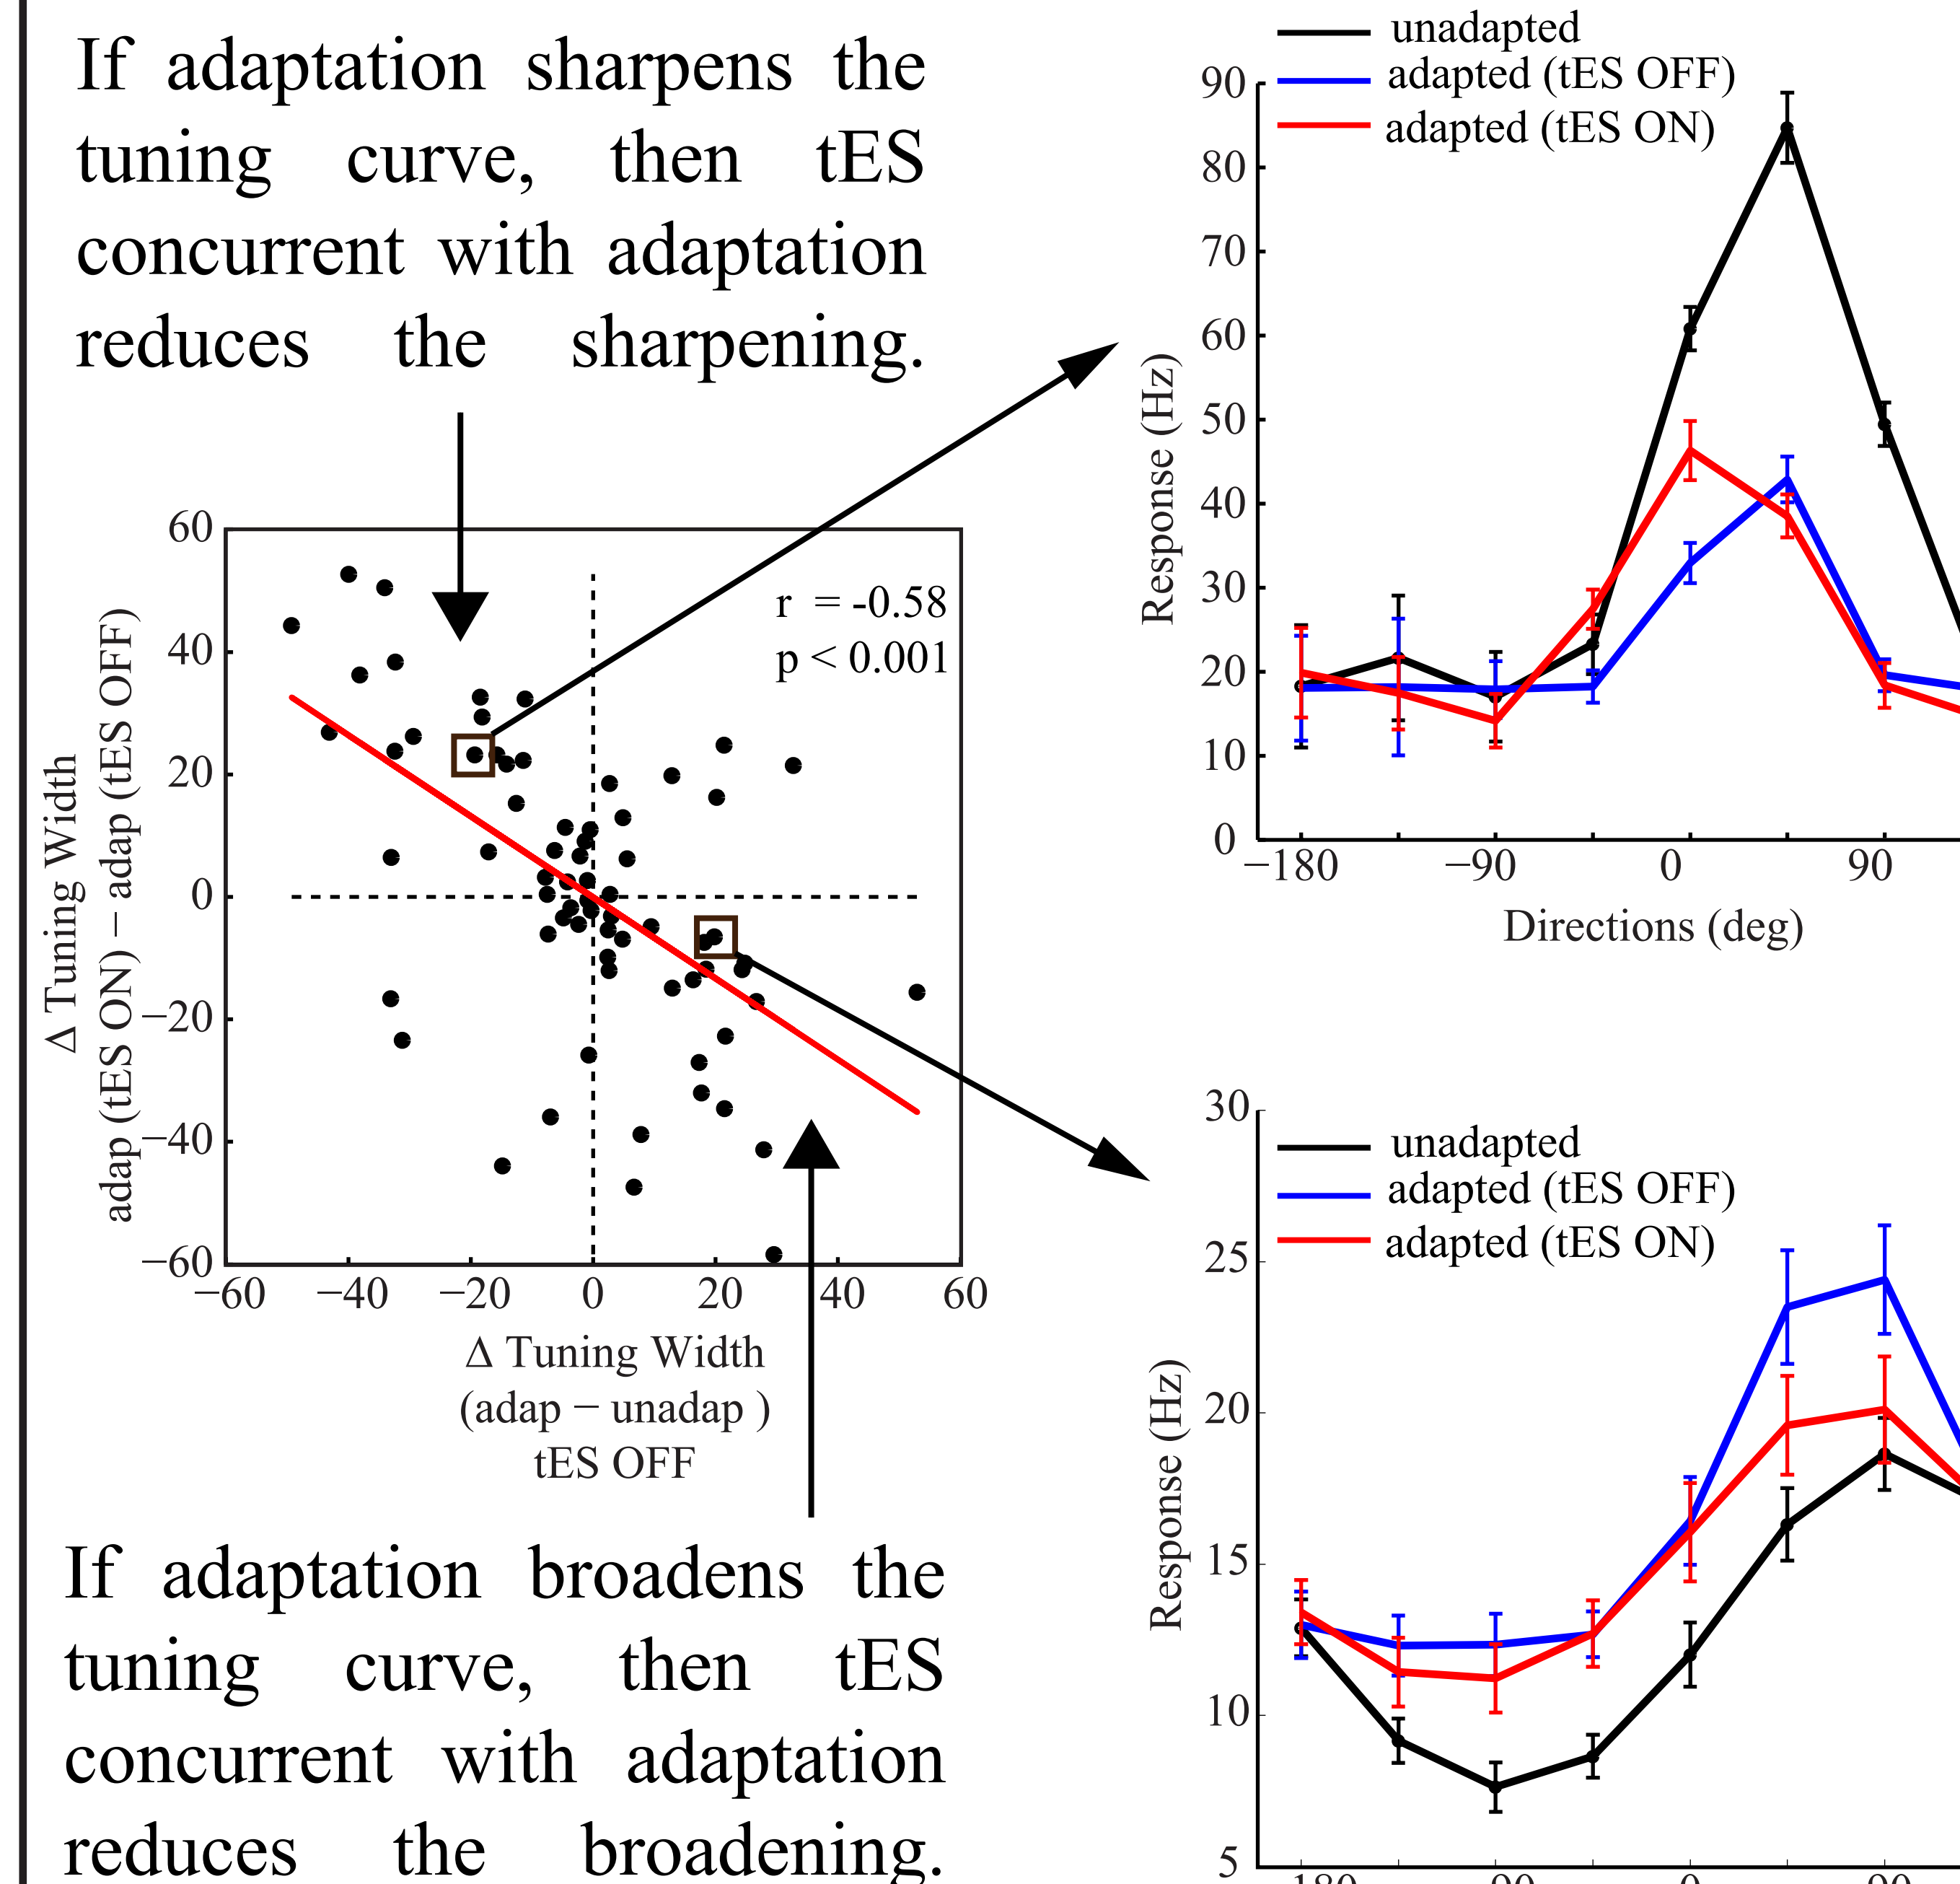 If adaptation sharpens the
tuning curve, then tES
concurrent with adaptation
reduces the sharpening.
60
40
20
0
−20
−40
−60
−60 −40 −20 0 20 40 60
r = -0.58
p < 0.001
Δ Tuning Width
adap (tES ON) − adap (tES OFF)
Δ Tuning Width
(adap − unadap )
tES OFF
If adaptation broadens the
tuning curve, then tES
concurrent with adaptation
reduces the broadening.
unadapted
adapted (tES OFF)
adapted (tES ON)
90
80
70
60
50
40
30
20
10
0
−180 −90 0 90
Response (Hz)
Directions (deg)
30
25
20
15
10
5
unadapted
adapted (tES OFF)
adapted (tES ON)
Response (Hz)